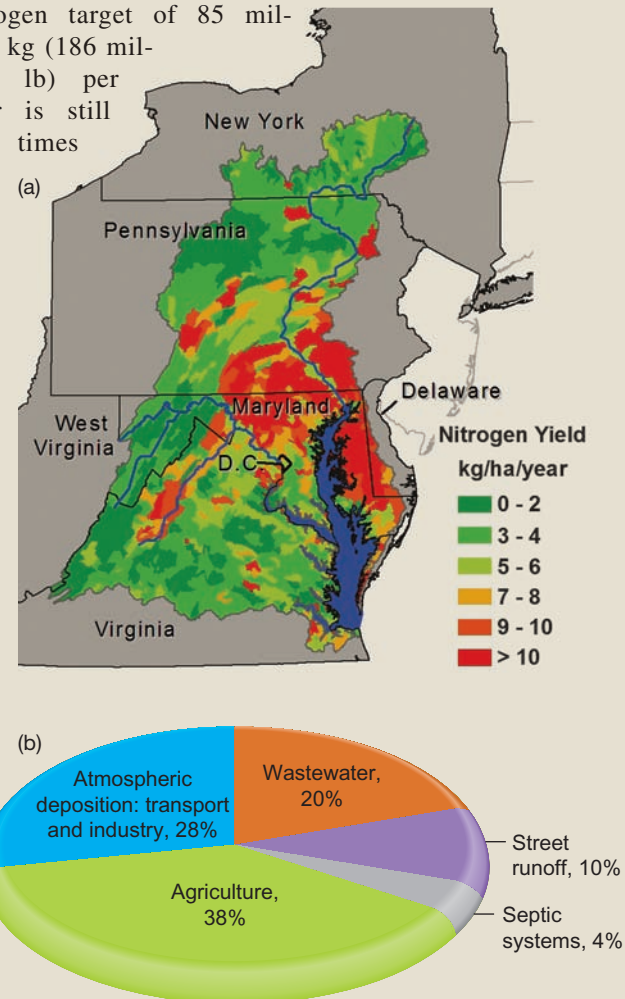 ogen target of 85 mil-
kg (186 mil-
lb) per
is still
times
(a)
New York
Pennsylvania
West
Virginia
Maryland
Delaware
D.C
Virginia
Nitrogen Yield
kg/ha/year
0 - 2
3 - 4
5 - 6
7 - 8
9 - 10
> 10
(b)
Atmospheric
deposition: transport
and industry, 28%
Wastewater,
20%
Street
runoff, 10%
Septic
systems, 4%
Agriculture,
38%